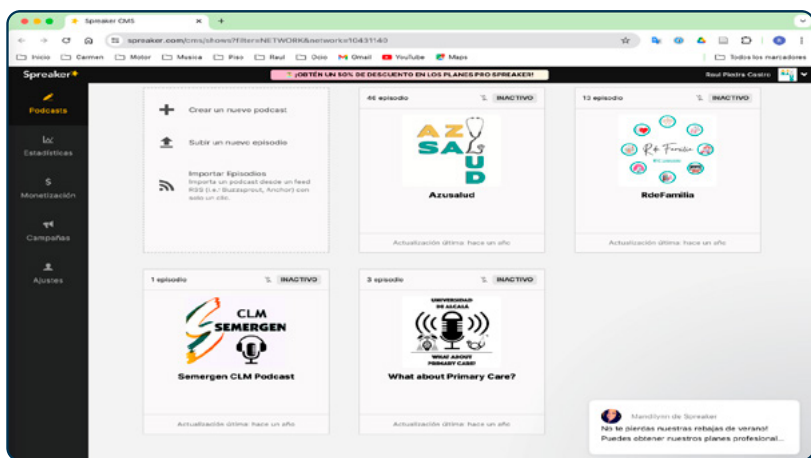 Spreaker CMS
spreaker.com/cms/shows?filter=NETWORK&network=10431140
Inicio Carmen Motor Musica Piso Raul Ocio Gmail YouTube Maps Todos los marcadores
Spreaker
¡OBTÉN UN 50% DE DESCUENTO EN LOS PLANES PRO SPREAKER!
Raul Piedra Castro
Podcasts
Estadísticas
Monetización
Campañas
Ajustes
Crear un nuevo podcast
Subir un nuevo episodio
Importar Episodios
Importa un podcast desde un feed
RSS (i.e.: Buzzsprout, Anchor) con
solo un clic.
46 episodio INACTIVO
AZU
SALUD
Azusalud
Actualización última: hace un año
13 episodio INACTIVO
R de Familia
RdeFamilia
Actualización última: hace un año
1 episodio INACTIVO
CLM
SEMERGEN
Semergen CLM Podcast
Actualización última: hace un año
3 episodio INACTIVO
UNIVERSIDAD
DE ALCALÁ
WHAT ABOUT
PRIMARY CARE?
What about Primary Care?
Actualización última: hace un año
Mandilynn de Spreaker
No te pierdas nuestras rebajas de verano!
Puedes obtener nuestros planes profesional...